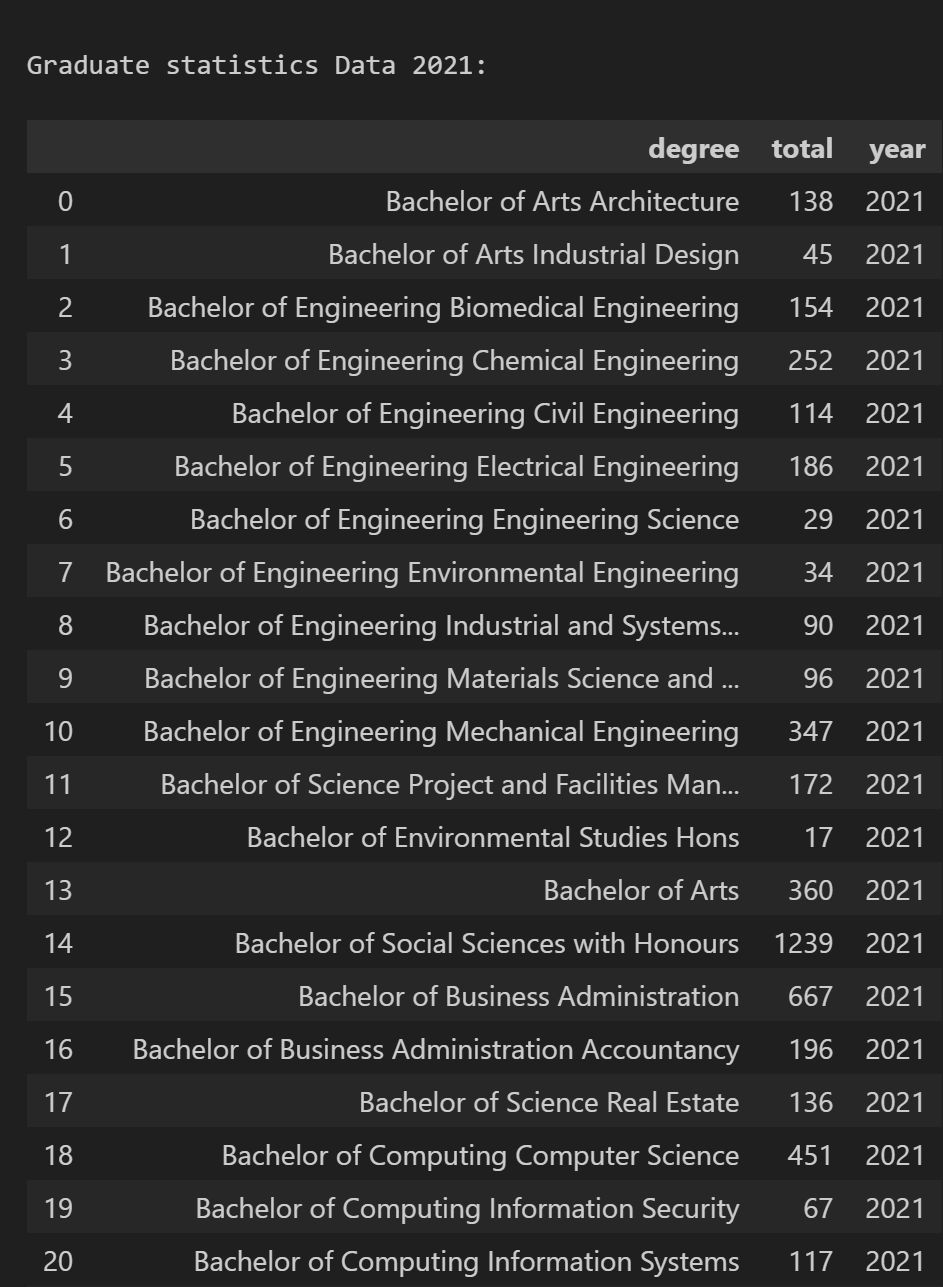 Graduate statistics Data 2021:
degree total year
0 Bachelor of Arts Architecture 138 2021
1 Bachelor of Arts Industrial Design 45 2021
2 Bachelor of Engineering Biomedical Engineering 154 2021
3 Bachelor of Engineering Chemical Engineering 252 2021
4 Bachelor of Engineering Civil Engineering 114 2021
5 Bachelor of Engineering Electrical Engineering 186 2021
6 Bachelor of Engineering Engineering Science 29 2021
7 Bachelor of Engineering Environmental Engineering 34 2021
8 Bachelor of Engineering Industrial and Systems... 90 2021
9 Bachelor of Engineering Materials Science and ... 96 2021
10 Bachelor of Engineering Mechanical Engineering 347 2021
11 Bachelor of Science Project and Facilities Man... 172 2021
12 Bachelor of Environmental Studies Hons 17 2021
13 Bachelor of Arts 360 2021
14 Bachelor of Social Sciences with Honours 1239 2021
15 Bachelor of Business Administration 667 2021
16 Bachelor of Business Administration Accountancy 196 2021
17 Bachelor of Science Real Estate 136 2021
18 Bachelor of Computing Computer Science 451 2021
19 Bachelor of Computing Information Security 67 2021
20 Bachelor of Computing Information Systems 117 2021